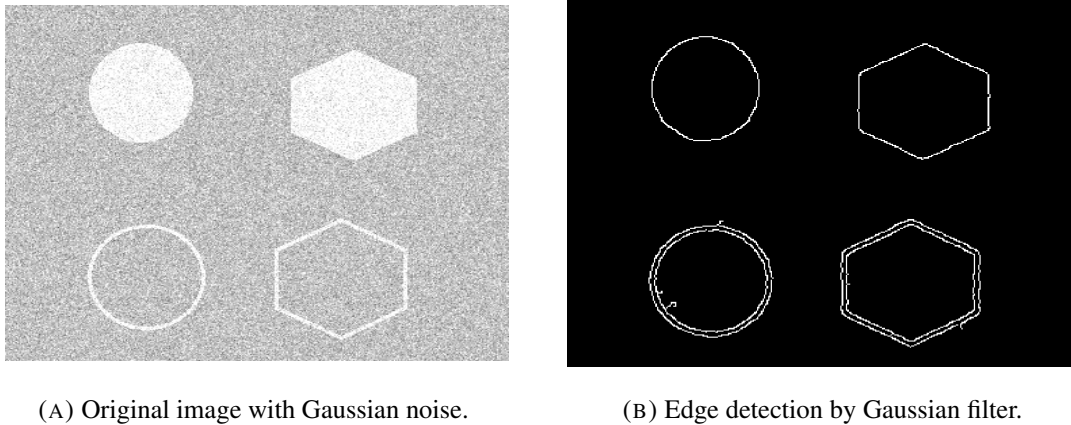 (A) Original image with Gaussian noise.
(B) Edge detection by Gaussian filter.